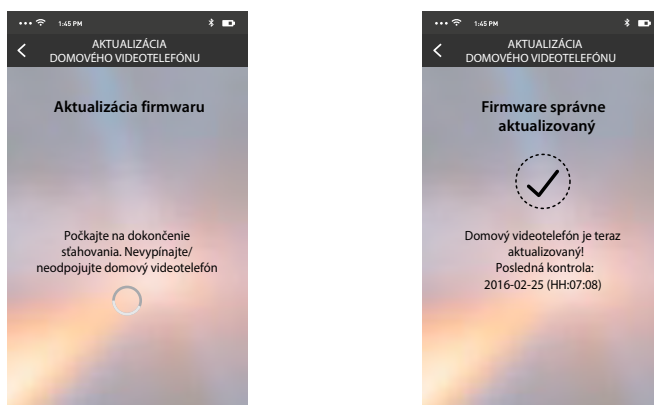 1:45 PM
AKTUALIZÁCIA
DOMOVÉHO VIDEOTELEFÓNU
Aktualizácia firmwaru
Počkajte na dokončenie
sťahovania. Nevypínajte/
neodpojujte domový videotelefón
1:45 PM
AKTUALIZÁCIA
DOMOVÉHO VIDEOTELEFÓNU
Firmware správne
aktualizovaný
Domový videotelefón je teraz
aktualizovaný!
Posledná kontrola:
2016-02-25 (HH:07:08)